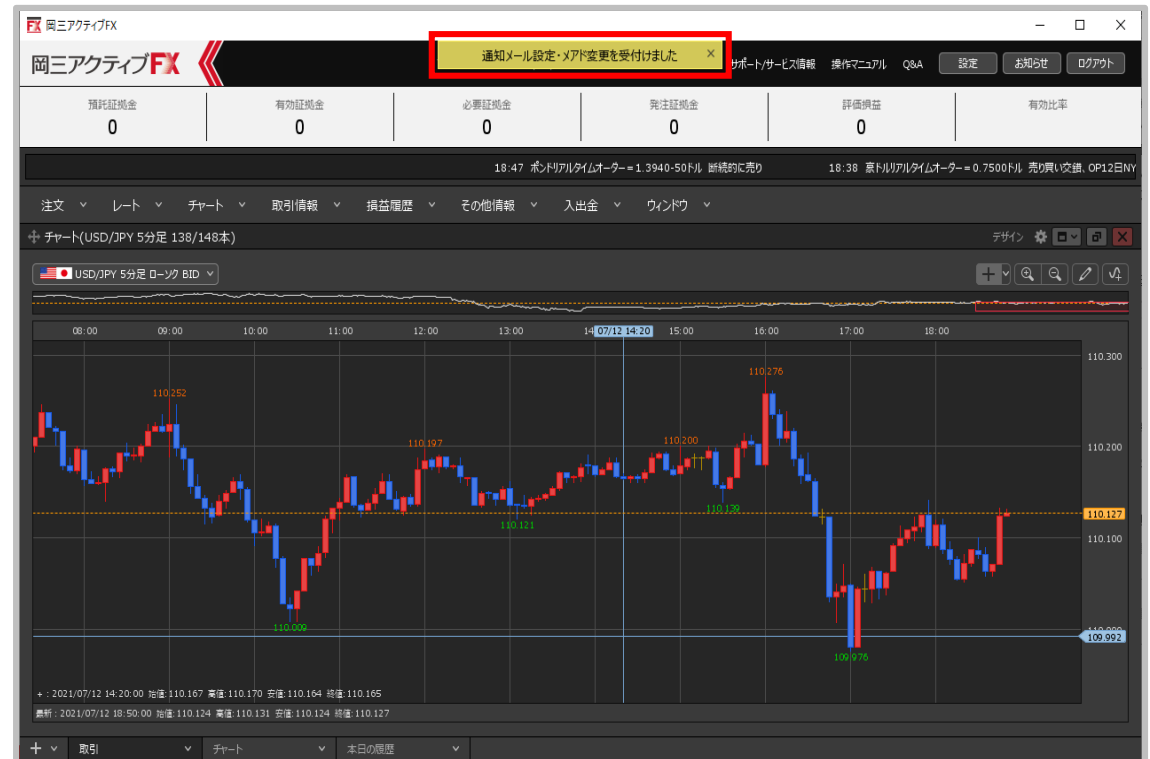 FX 岡三アクティブFX
岡三アクティブFX
通知メール設定・メアド変更を受付けました ×
サポート/サービス情報 操作マニュアル Q&A 設定 お知らせ ログアウト
預託証拠金 有効証拠金 必要証拠金 発注証拠金 評価損益 有効比率
0 0 0 0 0
18:47 ポンドリアルタイムオーダー=1.3940-50ドル 断続的に売り 18:38 豪ドルリアルタイムオーダー=0.7500ドル 売り買い交錯、OP12日NY
注文 レート チャート 取引情報 損益履歴 その他情報 入出金 ウィンドウ
チャート(USD/JPY 5分足 138/148本) デザイン
USD/JPY 5分足 ローソク BID
08:00 09:00 10:00 11:00 12:00 13:00 14 07/12 14:20 15:00 16:00 17:00 18:00
110.300
110.276
110.252
110.197 110.200 110.200
110.139
110.127
110.121
110.100
110.009
109.992
109.976
+ : 2021/07/12 14:20:00 始値:110.167 高値:110.170 安値:110.164 終値:110.165
最新 : 2021/07/12 18:50:00 始値:110.124 高値:110.131 安値:110.124 終値:110.127
+ 取引 チャート 本日の履歴